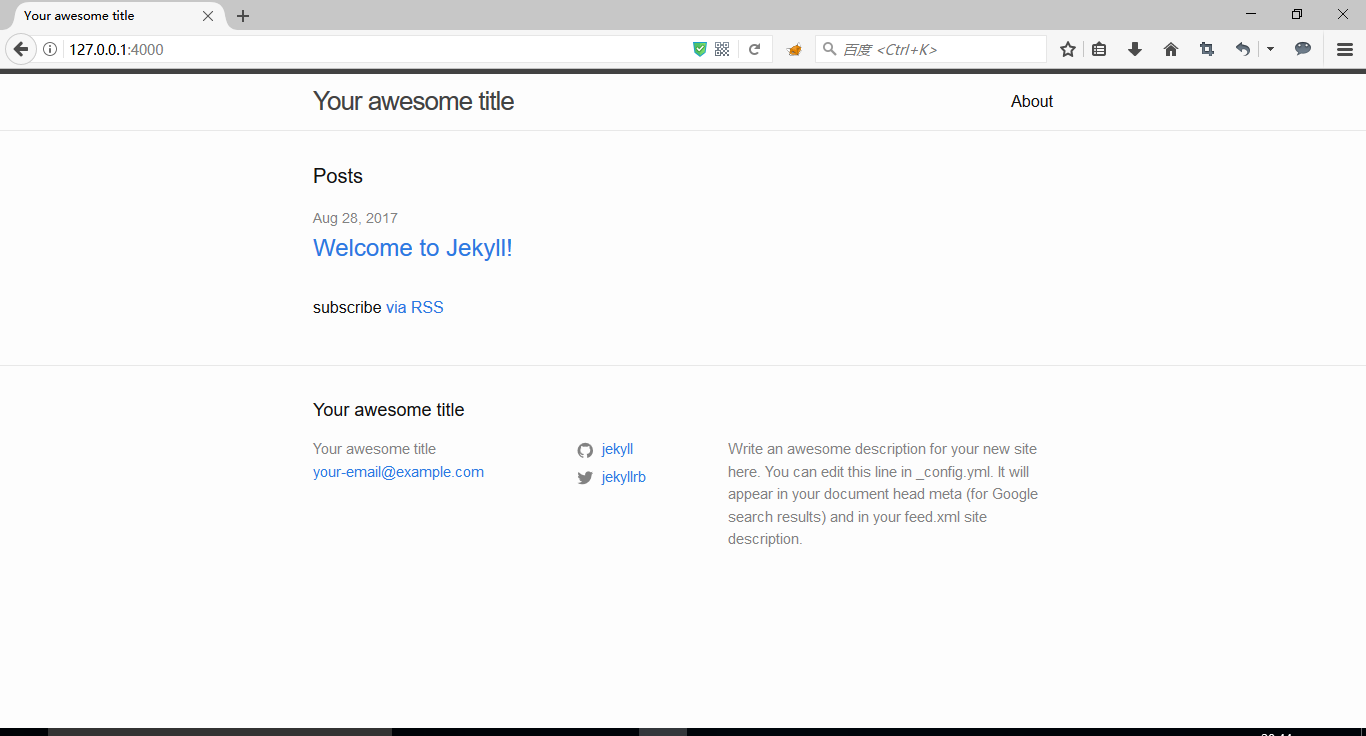 Your awesome title
127.0.0.1:4000
百度 <Ctrl+K>
Your awesome title
About
Posts
Aug 28, 2017
Welcome to Jekyll!
subscribe via RSS
Your awesome title
Your awesome title
your-email@example.com
jekyll
jekyllrb
Write an awesome description for your new site
here. You can edit this line in _config.yml. It will
appear in your document head meta (for Google
search results) and in your feed.xml site
description.